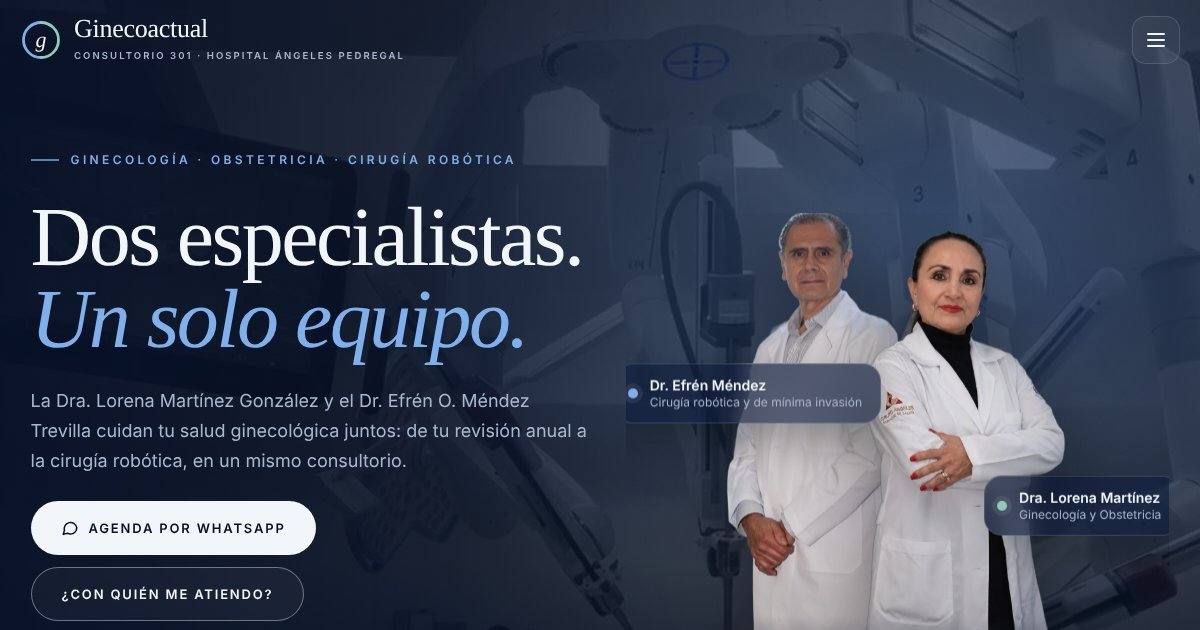 g
Ginecoactual
CONSULTORIO 301 · HOSPITAL ÁNGELES PEDREGAL
GINECOLOGÍA · OBSTETRICIA · CIRUGÍA ROBÓTICA
Dos especialistas.
Un solo equipo.
La Dra. Lorena Martínez González y el Dr. Efrén O. Méndez
Trevilla cuidan tu salud ginecológica juntos: de tu revisión anual a
la cirugía robótica, en un mismo consultorio.
AGENDA POR WHATSAPP
¿CON QUIÉN ME ATIENDO?
3
4
Dr. Efrén Méndez
Cirugía robótica y de mínima invasión
Dra. Lorena Martínez
Ginecología y Obstetricia